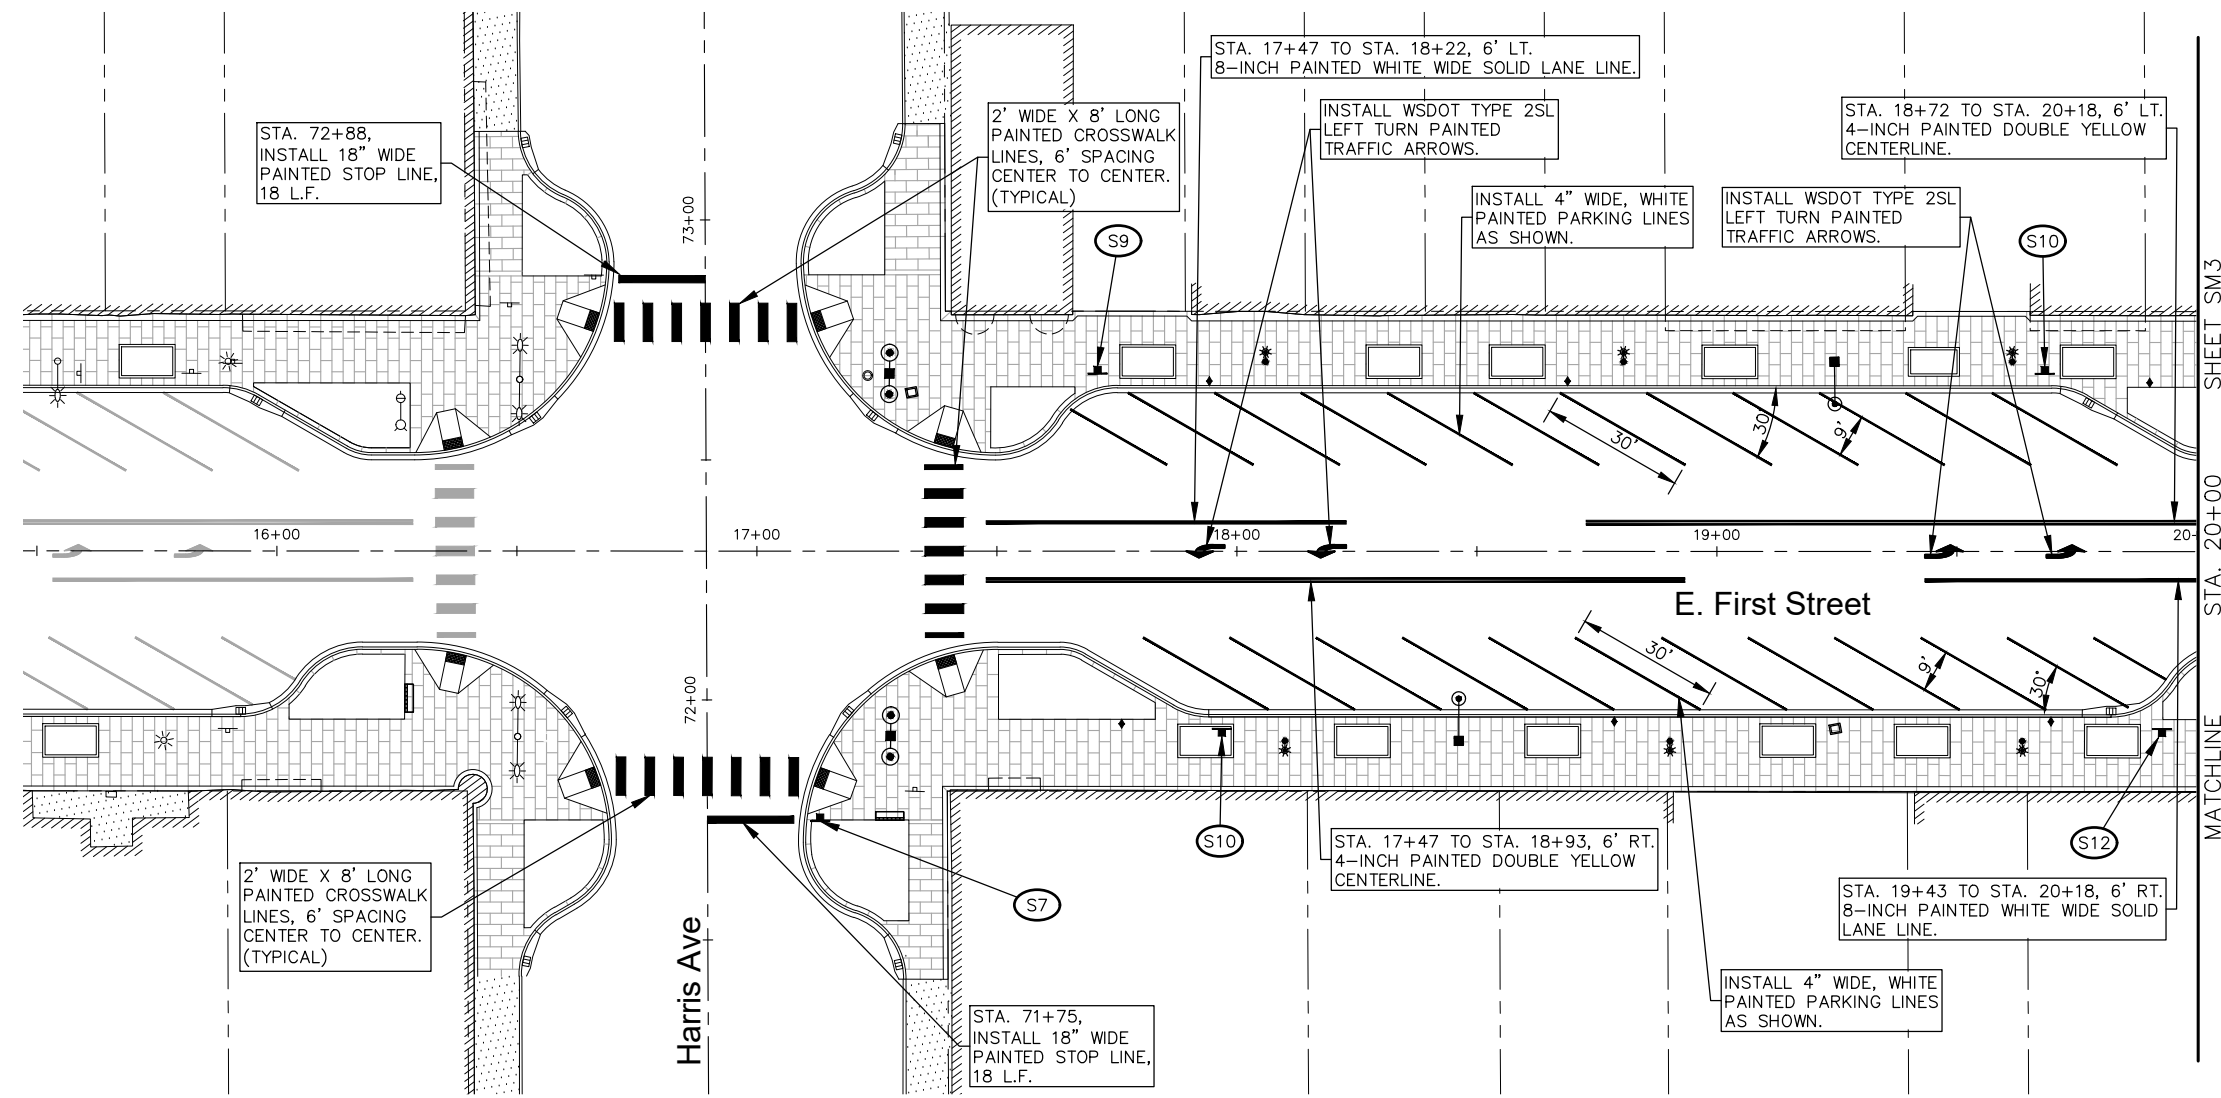 STA. 17+47 TO STA. 18+22, 6' LT.
8-INCH PAINTED WHITE WIDE SOLID LANE LINE.
STA. 72+88,
INSTALL 18" WIDE
PAINTED STOP LINE,
18 L.F.
2' WIDE X 8' LONG
PAINTED CROSSWALK
LINES, 6' SPACING
CENTER TO CENTER.
(TYPICAL)
INSTALL WSDOT TYPE 2SL
LEFT TURN PAINTED
TRAFFIC ARROWS.
STA. 18+72 TO STA. 20+18, 6' LT.
4-INCH PAINTED DOUBLE YELLOW
CENTERLINE.
INSTALL 4" WIDE, WHITE
PAINTED PARKING LINES
AS SHOWN.
INSTALL WSDOT TYPE 2SL
LEFT TURN PAINTED
TRAFFIC ARROWS.
73+00
S9
S10
30'
30°
9'
16+00
17+00
18+00
19+00
20-
E. First Street
30'
9'
30°
72+00
S10
S12
S7
2' WIDE X 8' LONG
PAINTED CROSSWALK
LINES, 6' SPACING
CENTER TO CENTER.
(TYPICAL)
Harris Ave
STA. 71+75,
INSTALL 18" WIDE
PAINTED STOP LINE,
18 L.F.
STA. 17+47 TO STA. 18+93, 6' RT.
4-INCH PAINTED DOUBLE YELLOW
CENTERLINE.
STA. 19+43 TO STA. 20+18, 6' RT.
8-INCH PAINTED WHITE WIDE SOLID
LANE LINE.
INSTALL 4" WIDE, WHITE
PAINTED PARKING LINES
AS SHOWN.
MATCHLINE STA. 20+00 SHEET SM3